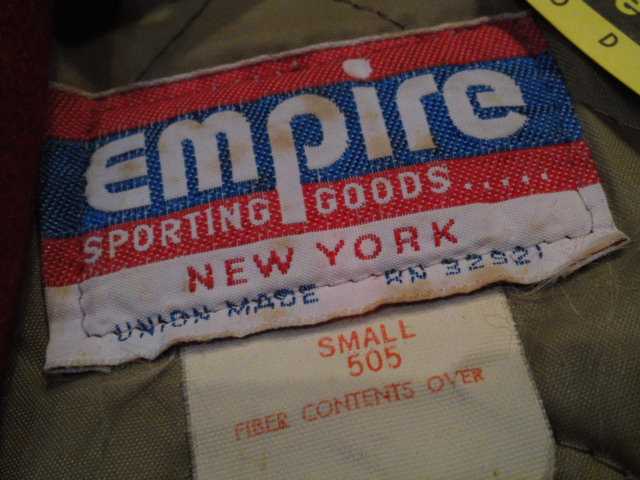 empire
SPORTING GOODS.....
NEW YORK
UNION MADE RN 32921
SMALL
505
FIBER CONTENTS OVER